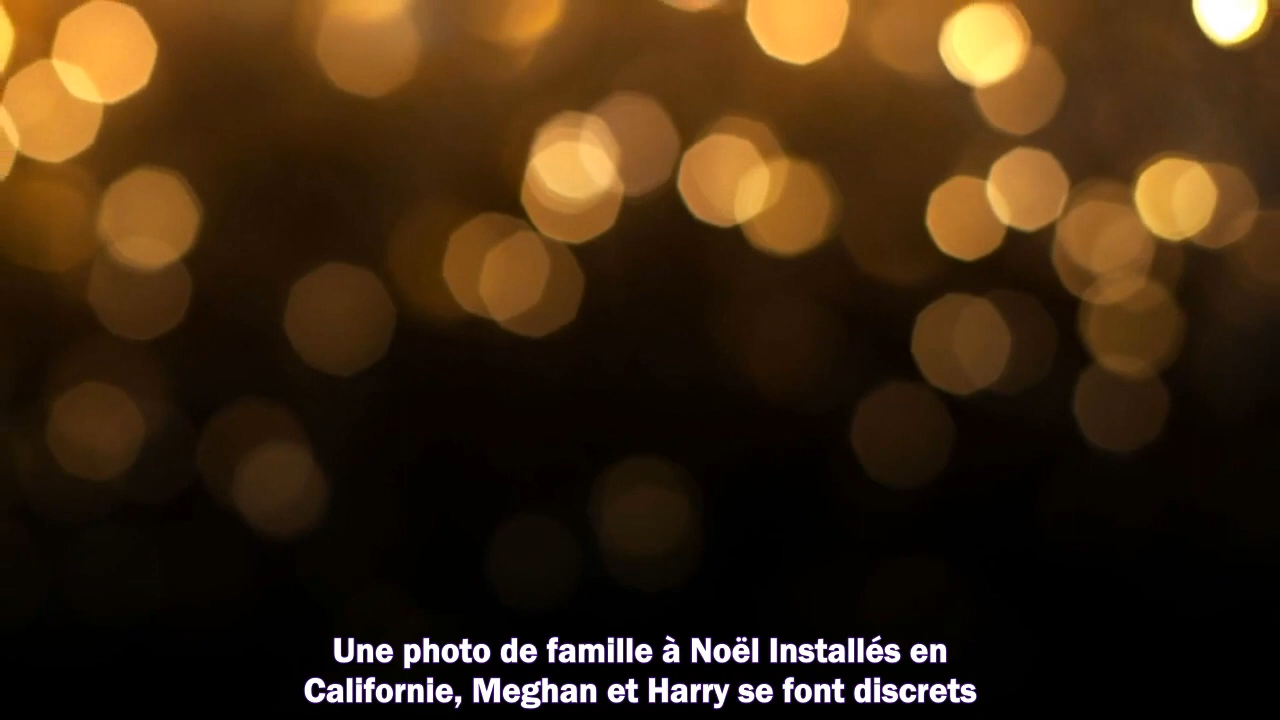 Une photo de famille à Noël Installés en
Californie, Meghan et Harry se font discrets